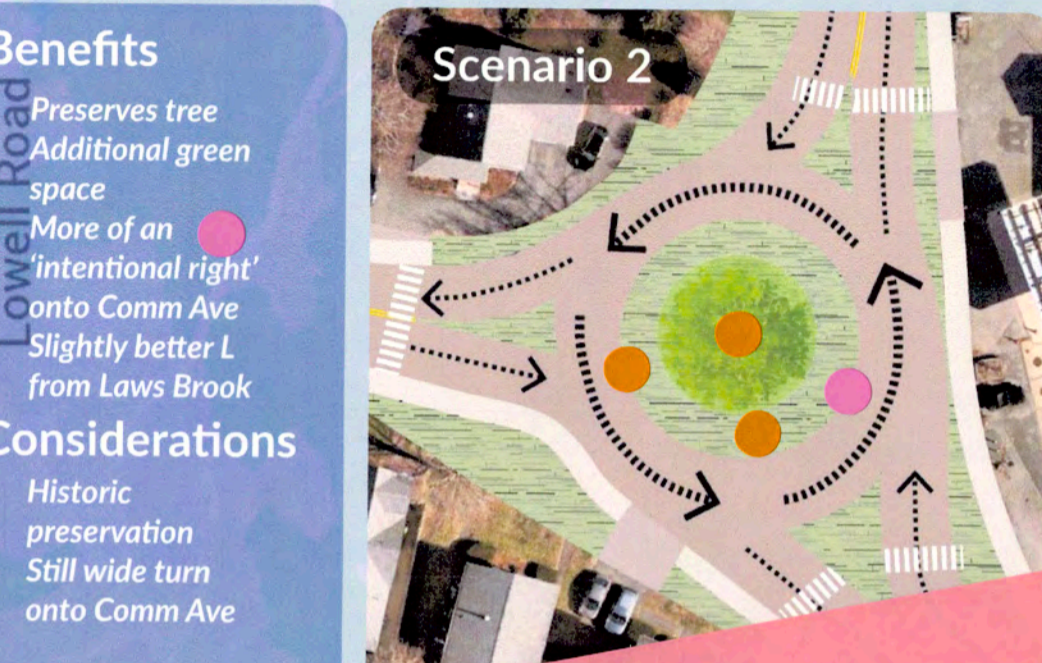 Benefits
Preserves tree
Additional green
space
More of an
‘intentional right’
onto Comm Ave
Slightly better L
from Laws Brook
Considerations
Historic
preservation
Still wide turn
onto Comm Ave
Lowell Road
Scenario 2